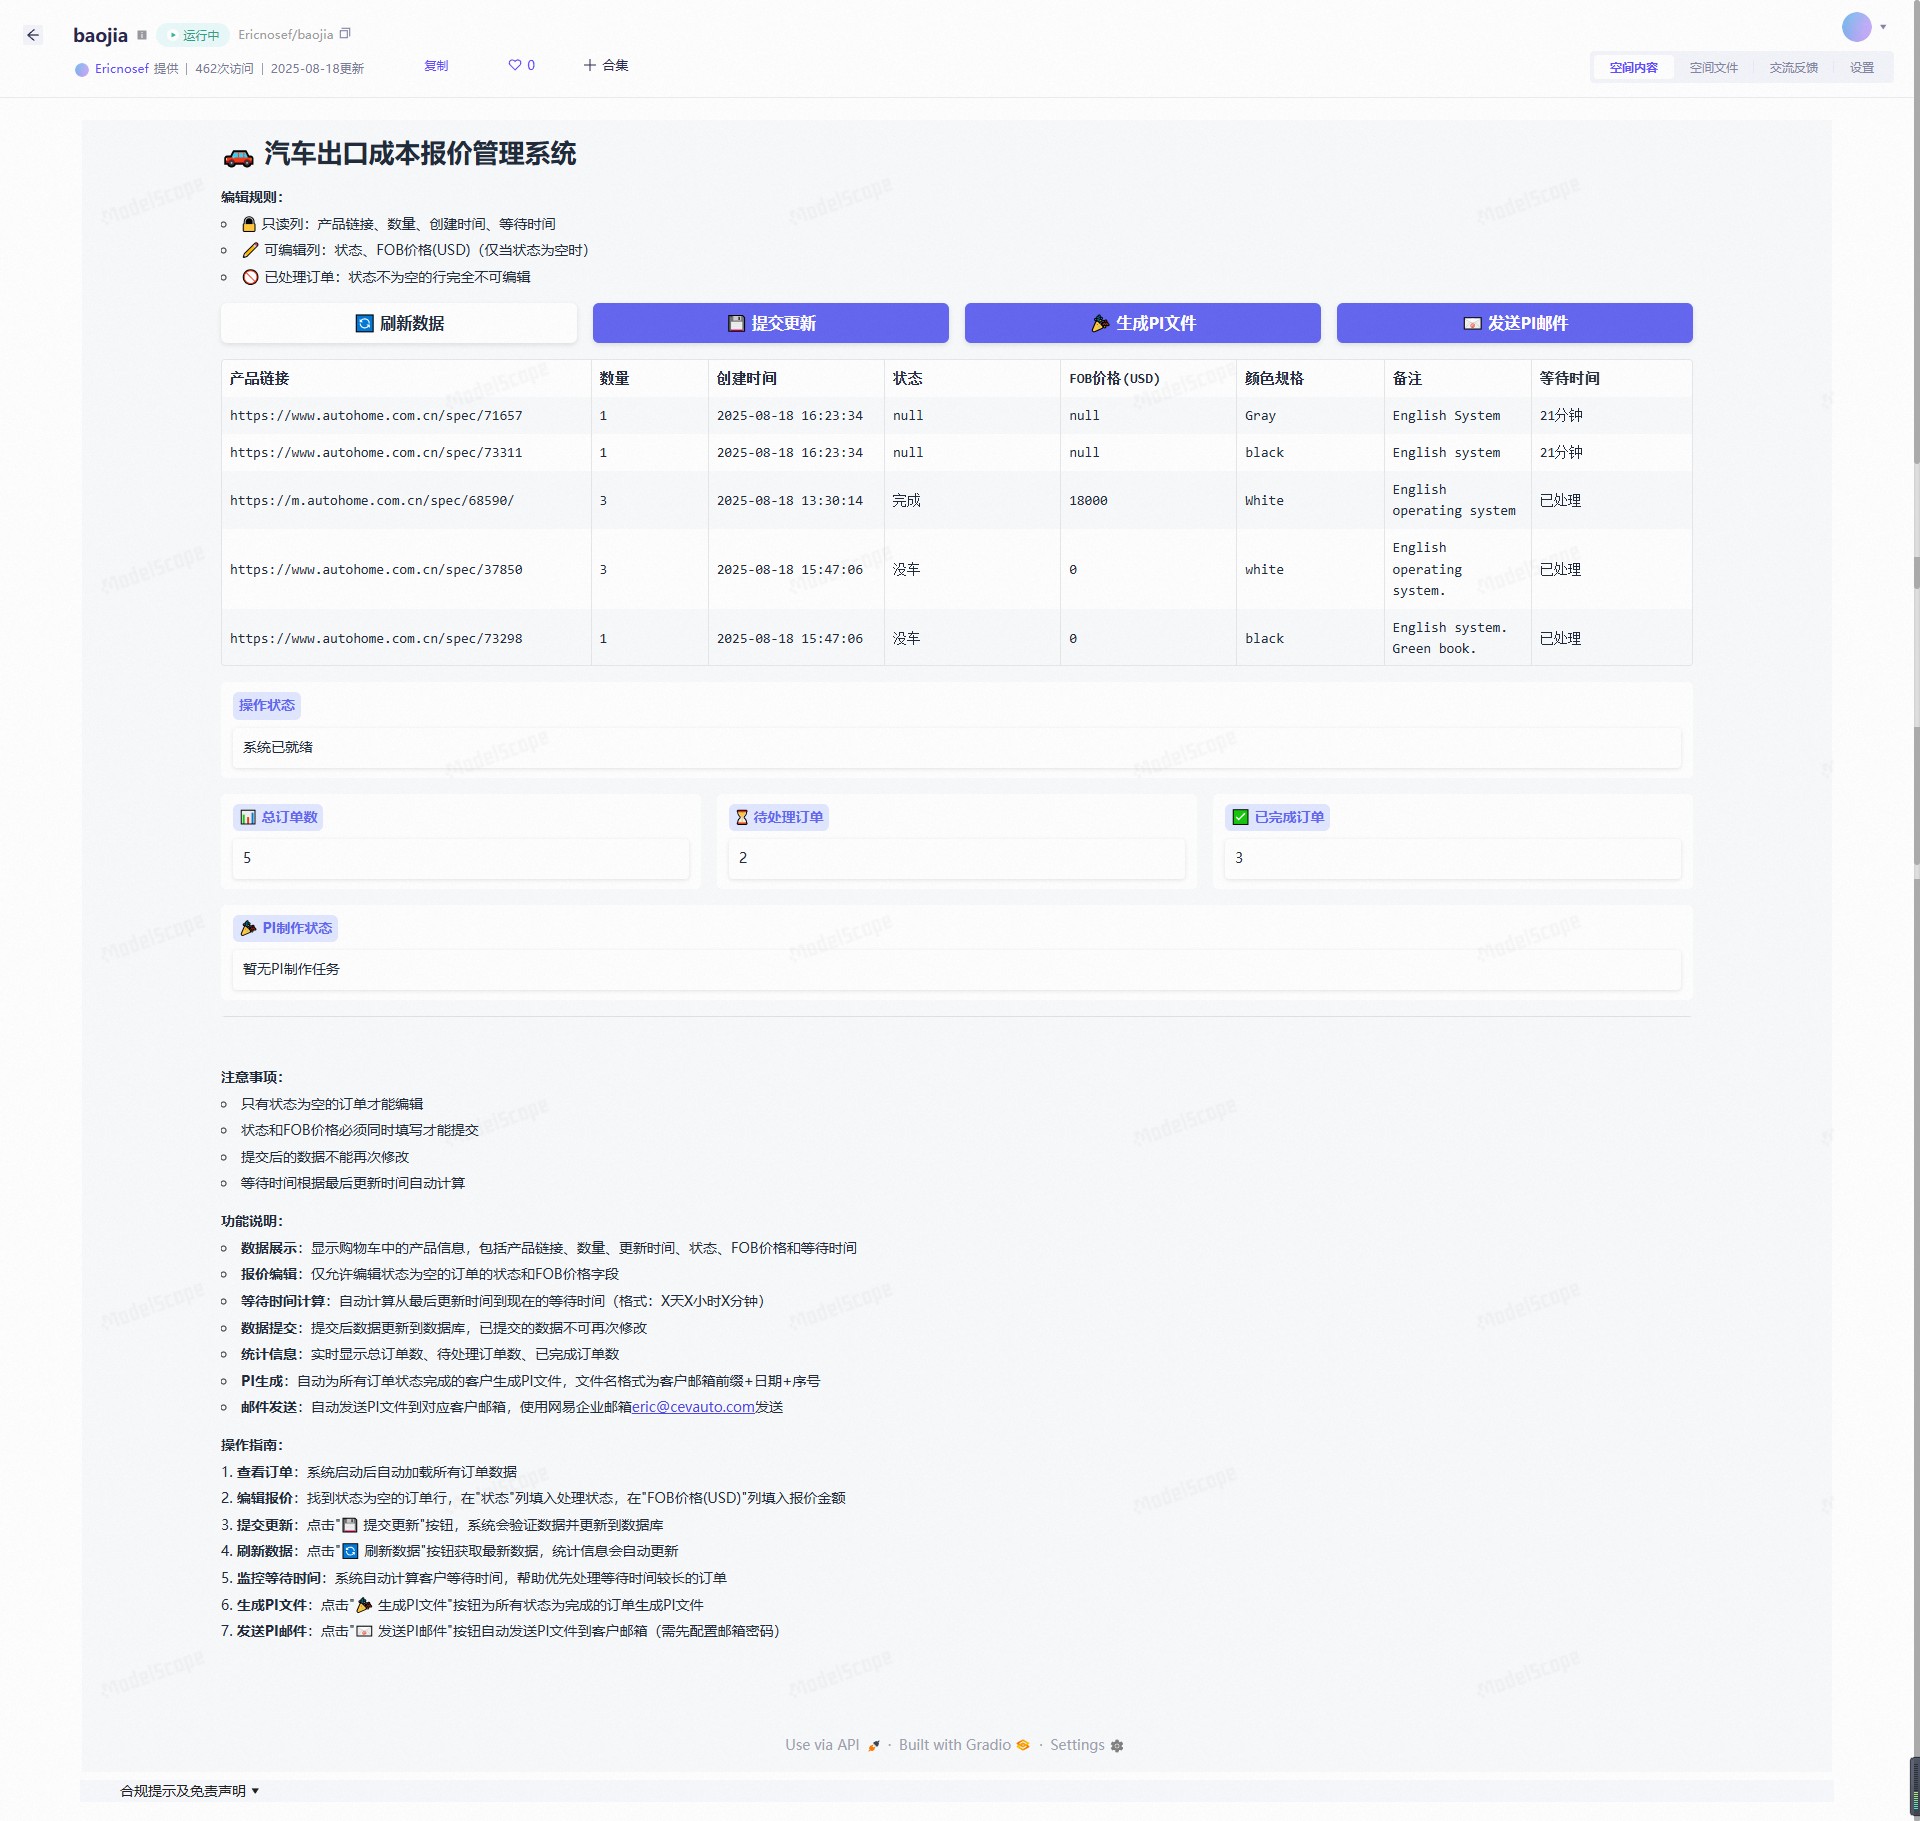 baojia 运行中 Ericnosef/baojia
Ericnosef 提供 | 462次访问 | 2025-08-18更新 复制 0 合集
空间内容 空间文件 交流反馈 设置
汽车出口成本报价管理系统
编辑规则：
🔒 只读列：产品链接、数量、创建时间、等待时间
✏️ 可编辑列：状态、FOB价格(USD)（仅当状态为空时）
🚫 已处理订单：状态不为空的行完全不可编辑
刷新数据 提交更新 生成PI文件 发送PI邮件
产品链接 数量 创建时间 状态 FOB价格(USD) 颜色规格 备注 等待时间
https://www.autohome.com.cn/spec/71657 1 2025-08-18 16:23:34 null null Gray English System 21分钟
https://www.autohome.com.cn/spec/73311 1 2025-08-18 16:23:34 null null black English system 21分钟
https://m.autohome.com.cn/spec/68590/ 3 2025-08-18 13:30:14 完成 18000 White English operating system 已处理
https://www.autohome.com.cn/spec/37850 3 2025-08-18 15:47:06 没车 0 white English operating system. 已处理
https://www.autohome.com.cn/spec/73298 1 2025-08-18 15:47:06 没车 0 black English system. Green book. 已处理
操作状态
系统已就绪
总订单数 待处理订单 已完成订单
5 2 3
PI制作状态
暂无PI制作任务
注意事项：
只有状态为空的订单才能编辑
状态和FOB价格必须同时填写才能提交
提交后的数据不能再次修改
等待时间根据最后更新时间自动计算
功能说明：
数据展示：显示购物车中的产品信息，包括产品链接、数量、更新时间、状态、FOB价格和等待时间
报价编辑：仅允许编辑状态为空的订单的状态和FOB价格字段
等待时间计算：自动计算从最后更新时间到现在的等待时间（格式：X天X小时X分钟）
数据提交：提交后数据更新到数据库，已提交的数据不可再次修改
统计信息：实时显示总订单数、待处理订单数、已完成订单数
PI生成：自动为所有订单状态完成的客户生成PI文件，文件名格式为客户邮箱前缀+日期+序号
邮件发送：自动发送PI文件到对应客户邮箱，使用网易企业邮箱eric@cevauto.com发送
操作指南：
1. 查看订单：系统启动后自动加载所有订单数据
2. 编辑报价：找到状态为空的订单行，在"状态"列填入处理状态，在"FOB价格(USD)"列填入报价金额
3. 提交更新：点击"💾 提交更新"按钮，系统会验证数据并更新到数据库
4. 刷新数据：点击"🔄 刷新数据"按钮获取最新数据，统计信息会自动更新
5. 监控等待时间：系统自动计算客户等待时间，帮助优先处理等待时间较长的订单
6. 生成PI文件：点击"🎉 生成PI文件"按钮为所有状态为完成的订单生成PI文件
7. 发送PI邮件：点击"📧 发送PI邮件"按钮自动发送PI文件到客户邮箱（需先配置邮箱密码）
Use via API · Built with Gradio · Settings
合规提示及免责声明
ModelScope